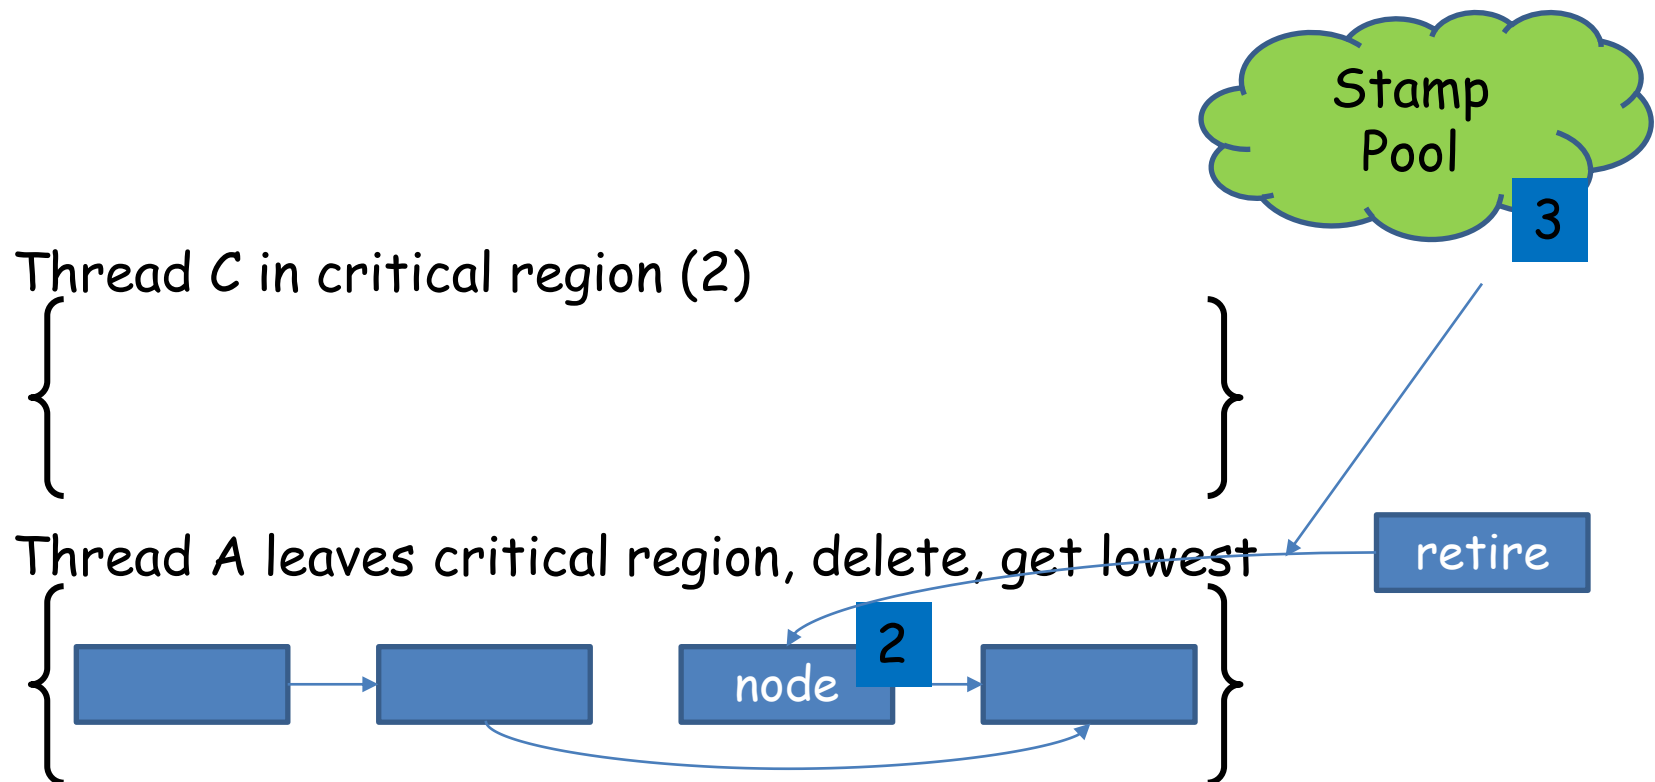 Stamp
Pool
3
Thread C in critical region (2)
Thread A leaves critical region, delete, get lowest
retire
2
node